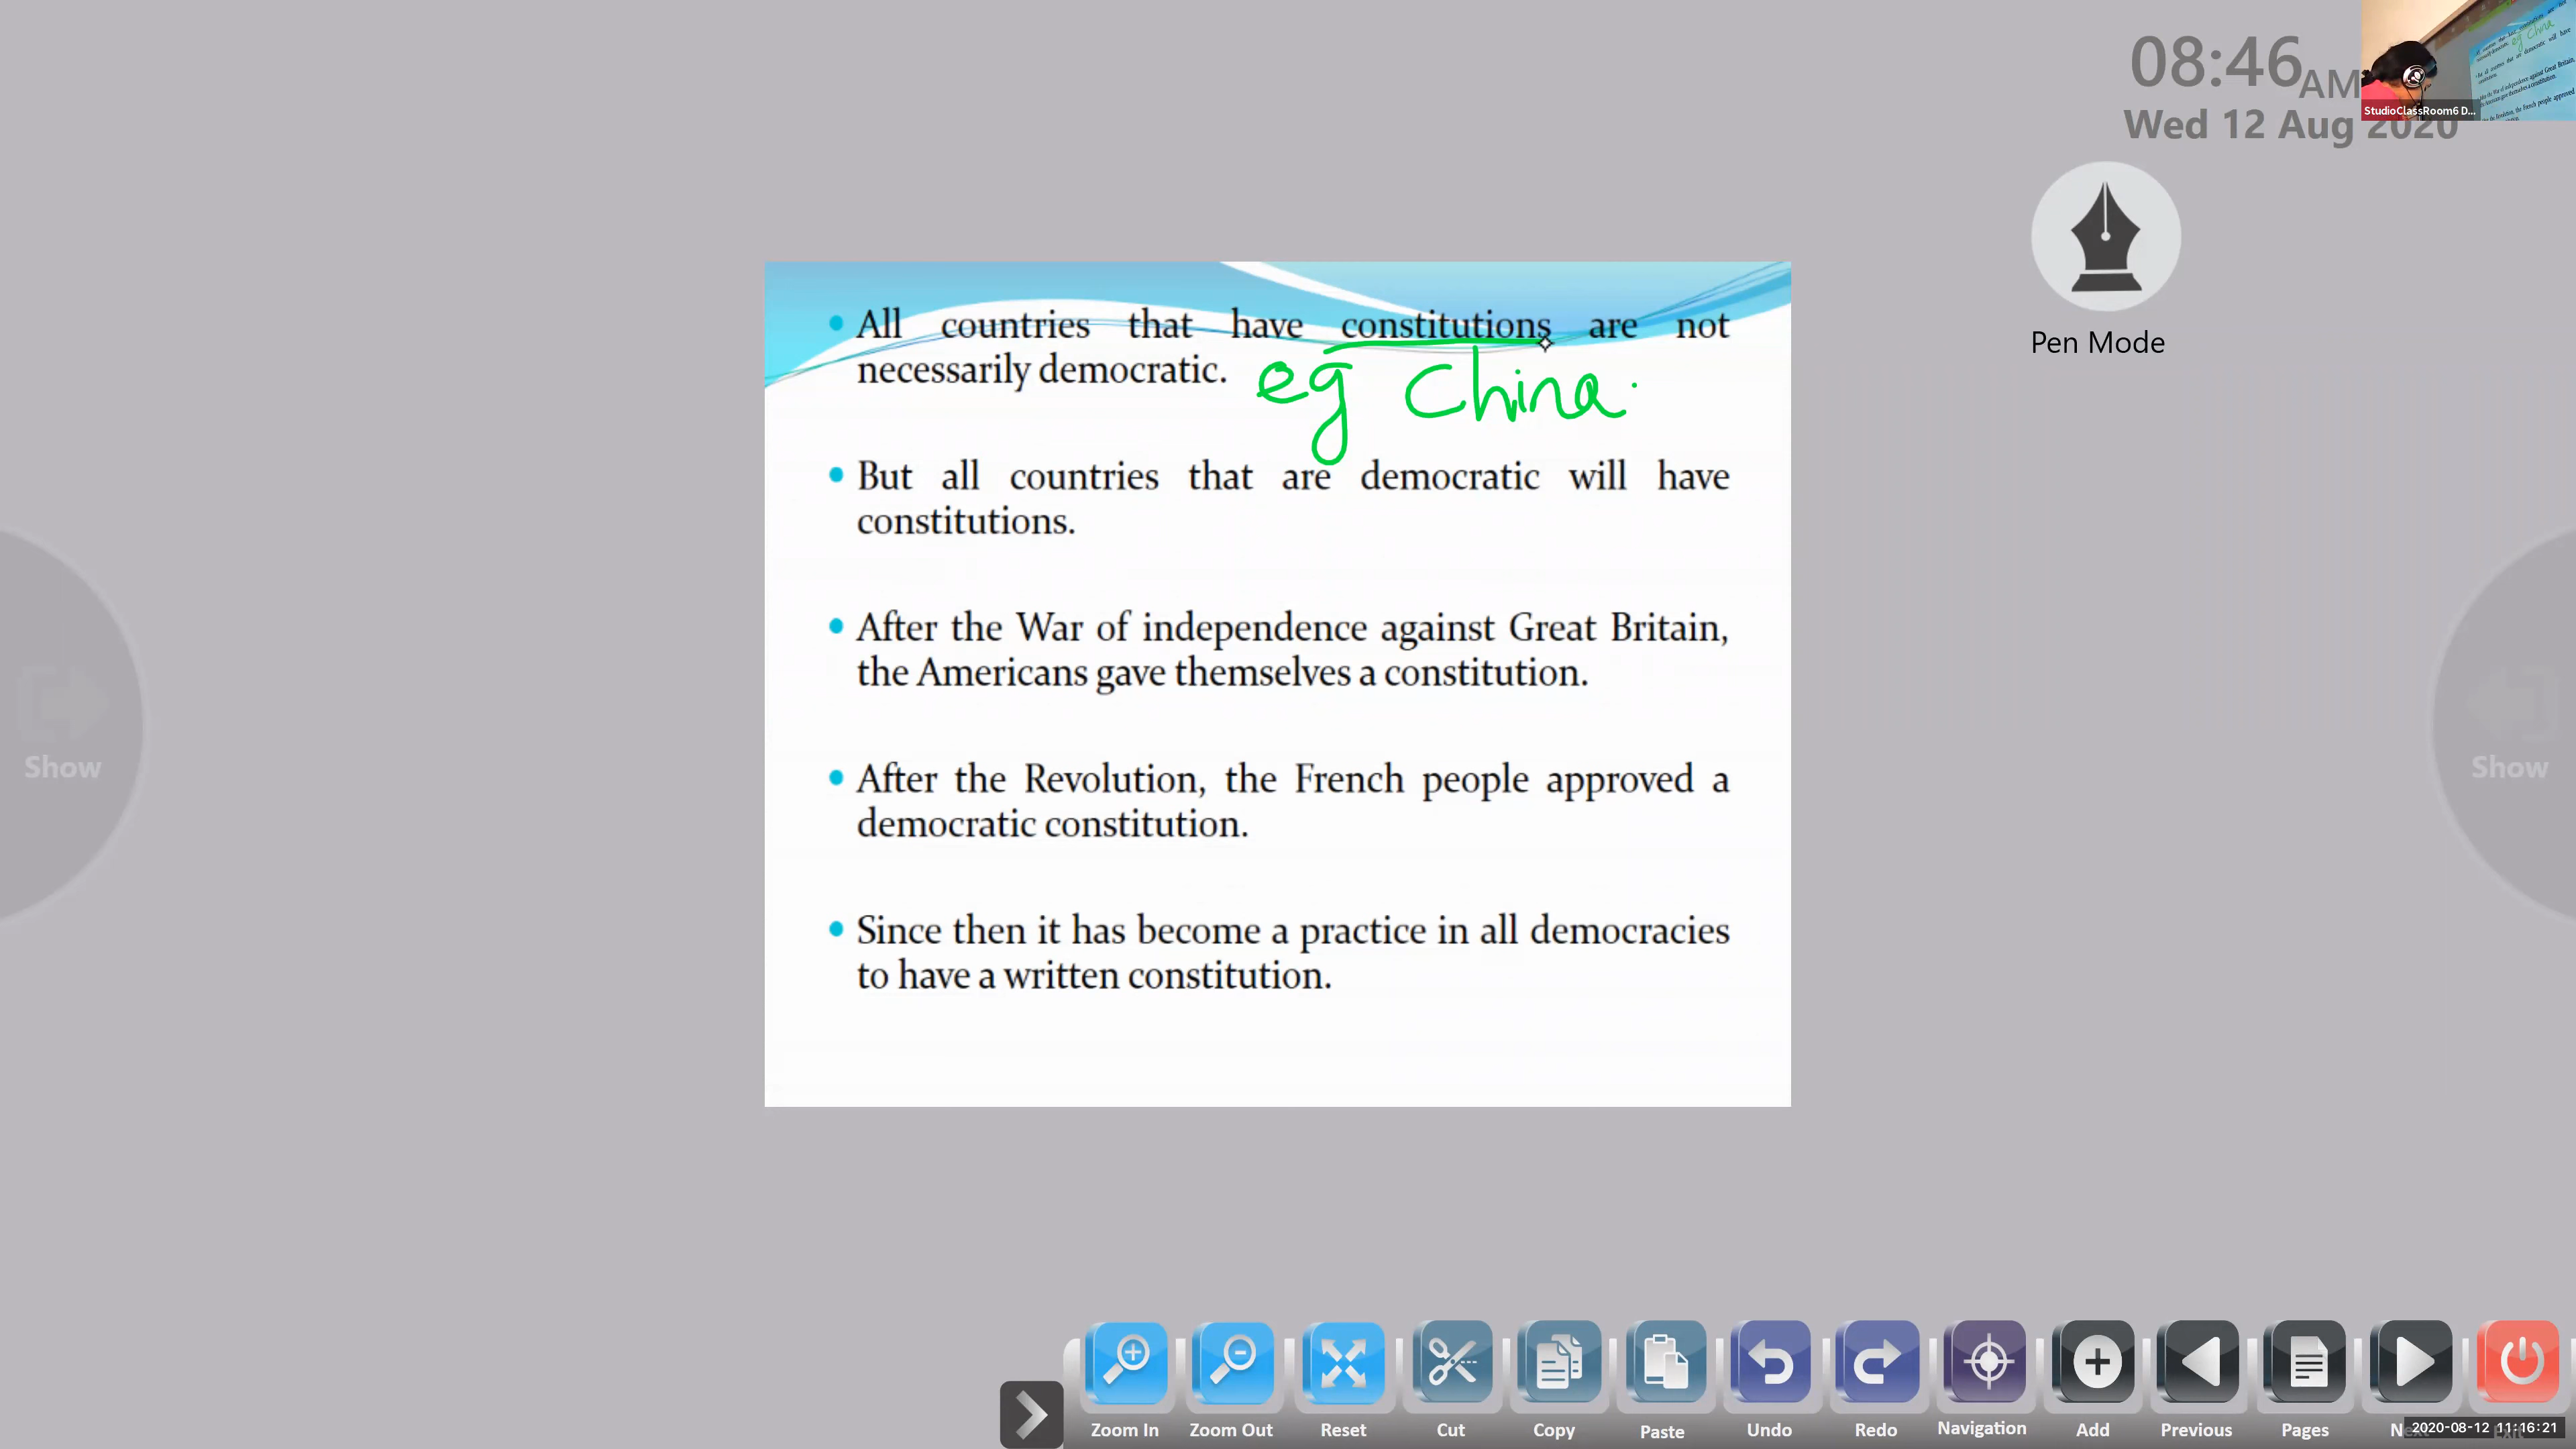 08:46 AM
Wed 12 Aug 2020
StudioClassRoom6 D...
Pen Mode
• All countries that have constitutions are not
necessarily democratic. eg China.
• But all countries that are democratic will have
constitutions.
• After the War of independence against Great Britain,
the Americans gave themselves a constitution.
• After the Revolution, the French people approved a
democratic constitution.
• Since then it has become a practice in all democracies
to have a written constitution.
Show
Show
Zoom In Zoom Out Reset Cut Copy Paste Undo Redo Navigation Add Previous Pages
2020-08-12 11:16:21